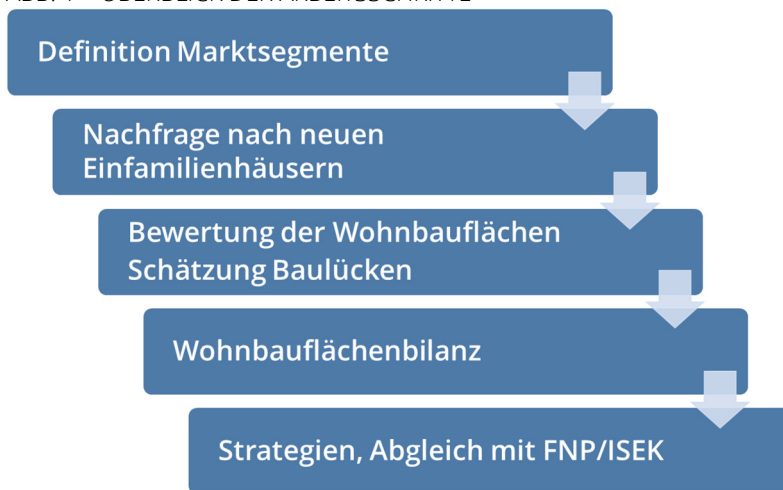 Definition Marktsegmente
Nachfrage nach neuen
Einfamilienhäusern
Bewertung der Wohnbauflächen
Schätzung Baulücken
Wohnbauflächenbilanz
Strategien, Abgleich mit FNP/ISEK